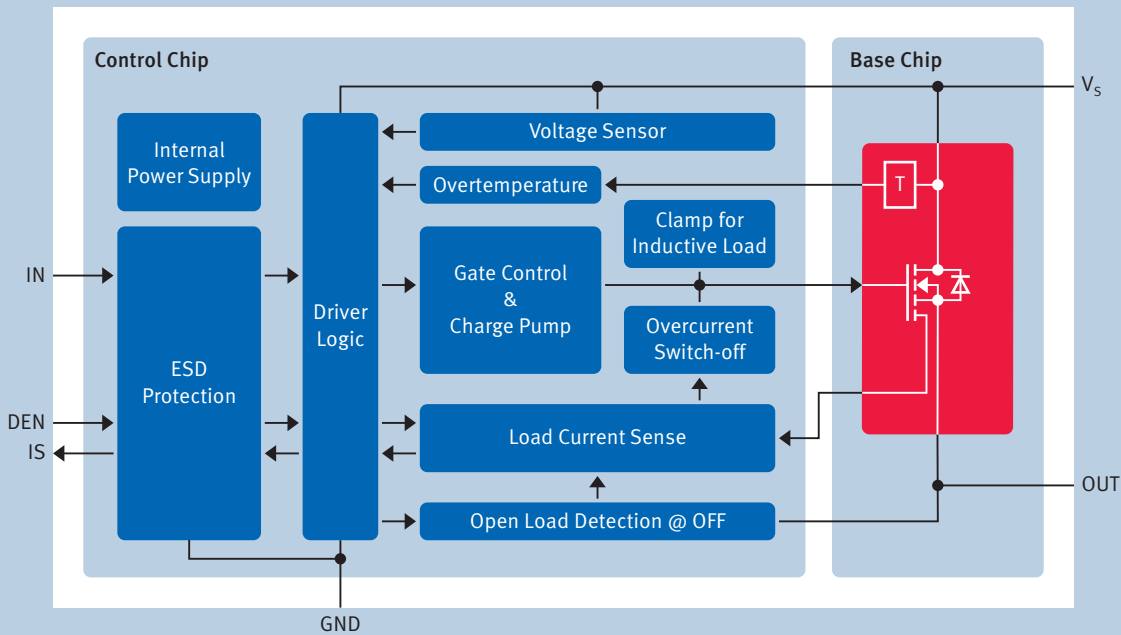 Control Chip
Base Chip
V_S
Internal
Power Supply
Voltage Sensor
Overtemperature
T
Clamp for
Inductive Load
IN
ESD
Protection
Driver
Logic
Gate Control
&
Charge Pump
Overcurrent
Switch-off
DEN
IS
Load Current Sense
Open Load Detection @ OFF
OUT
GND